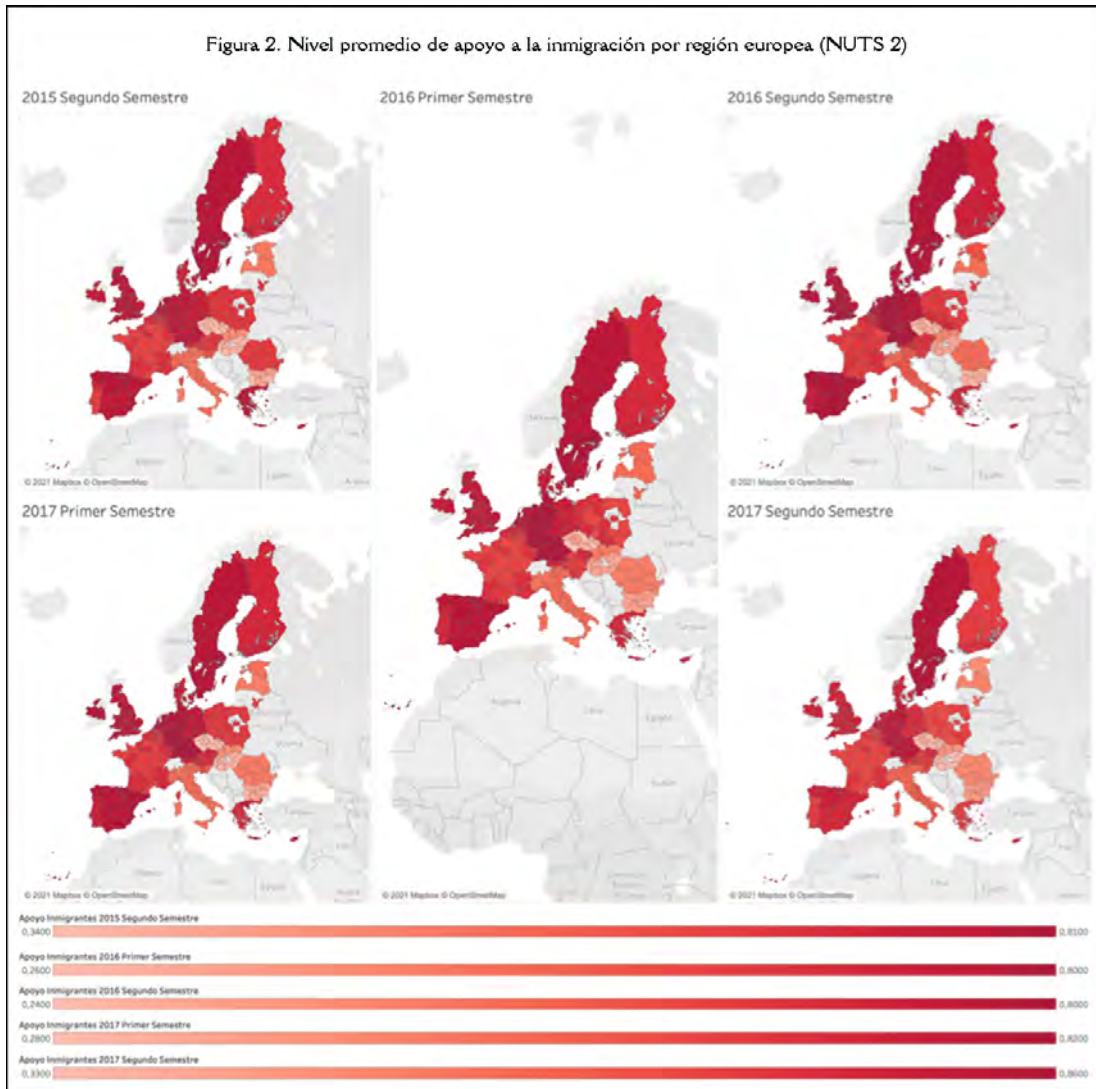 Figura 2. Nivel promedio de apoyo a la inmigración por región europea (NUTS 2)
2015 Segundo Semestre
2016 Primer Semestre
2016 Segundo Semestre
© 2021 Mapbox © OpenStreetMap
© 2021 Mapbox © OpenStreetMap
2017 Primer Semestre
2017 Segundo Semestre
Algeria
Libia
Egipto
© 2021 Mapbox © OpenStreetMap
© 2021 Mapbox © OpenStreetMap
© 2021 Mapbox © OpenStreetMap
Apoyo Inmigrantes 2015 Segundo Semestre
0,3400 0,8100
Apoyo Inmigrantes 2016 Primer Semestre
0,2600 0,8000
Apoyo Inmigrantes 2016 Segundo Semestre
0,2400 0,8000
Apoyo Inmigrantes 2017 Primer Semestre
0,2800 0,8200
Apoyo Inmigrantes 2017 Segundo Semestre
0,3300 0,8600